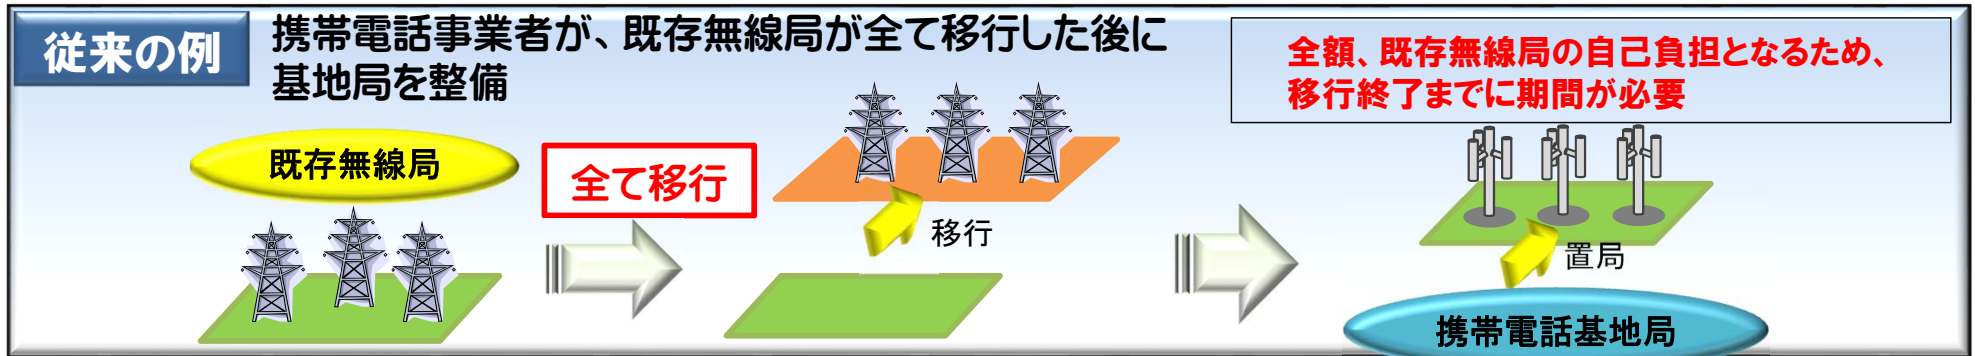 従来の例
携帯電話事業者が、既存無線局が全て移行した後に
基地局を整備
全額、既存無線局の自己負担となるため、
移行終了までに期間が必要
既存無線局
全て移行
移行
置局
携帯電話基地局